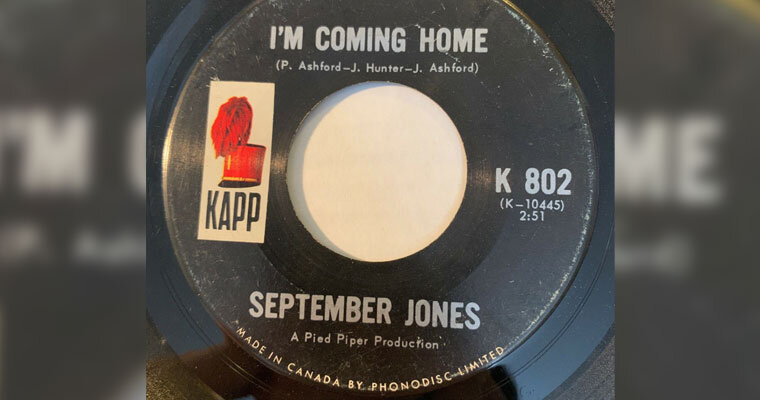 I'M COMING HOME
(P. Ashford—J. Hunter—J. Ashford)
KAPP
K 802
(K—10445)
2:51
SEPTEMBER JONES
A Pied Piper Production
MADE IN CANADA BY PHONODISC LIMITED